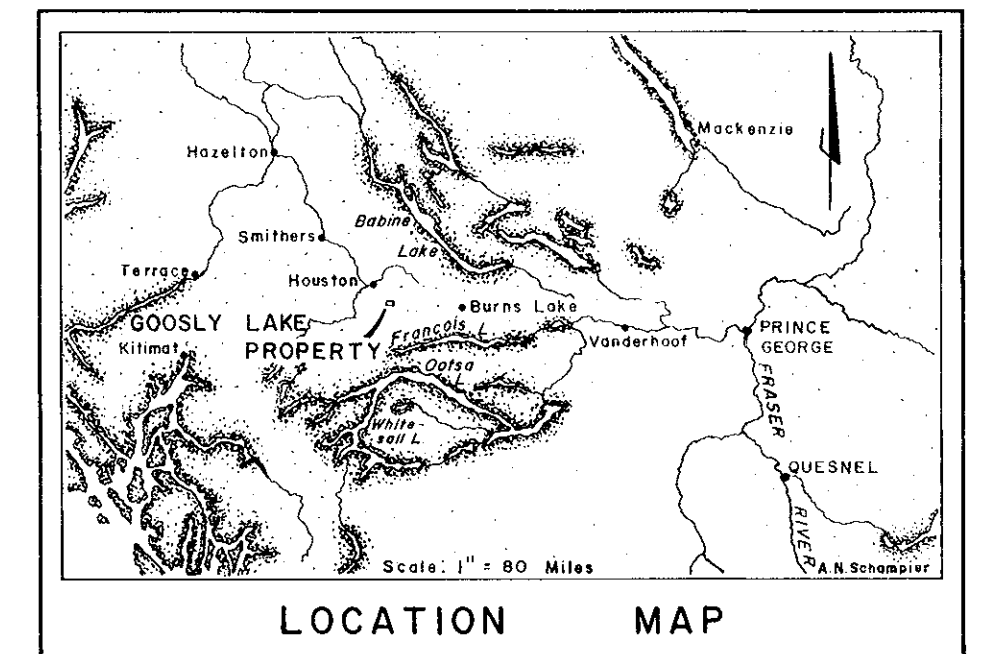 Mackenzie
Hazelton
Babine
Lake
Smithers
Terrace
Houston
Burns Lake
GOOSLY LAKE
PROPERTY
Kitimat
Francois L.
Vanderhoof
PRINCE
GEORGE
Ootsa
L.
White-
sail L.
FRASER
RIVER
QUESNEL
Scale: 1" = 80 Miles
A.N.Schampier
LOCATION MAP